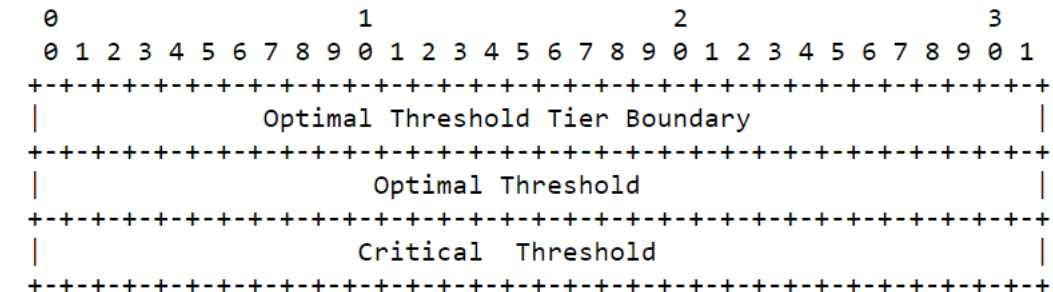 0                   1                   2                   3
 0 1 2 3 4 5 6 7 8 9 0 1 2 3 4 5 6 7 8 9 0 1 2 3 4 5 6 7 8 9 0 1
+-+-+-+-+-+-+-+-+-+-+-+-+-+-+-+-+-+-+-+-+-+-+-+-+-+-+-+-+-+-+-+-+
|              Optimal Threshold Tier Boundary                  |
+-+-+-+-+-+-+-+-+-+-+-+-+-+-+-+-+-+-+-+-+-+-+-+-+-+-+-+-+-+-+-+-+
|                     Optimal Threshold                         |
+-+-+-+-+-+-+-+-+-+-+-+-+-+-+-+-+-+-+-+-+-+-+-+-+-+-+-+-+-+-+-+-+
|                    Critical  Threshold                        |
+-+-+-+-+-+-+-+-+-+-+-+-+-+-+-+-+-+-+-+-+-+-+-+-+-+-+-+-+-+-+-+-+